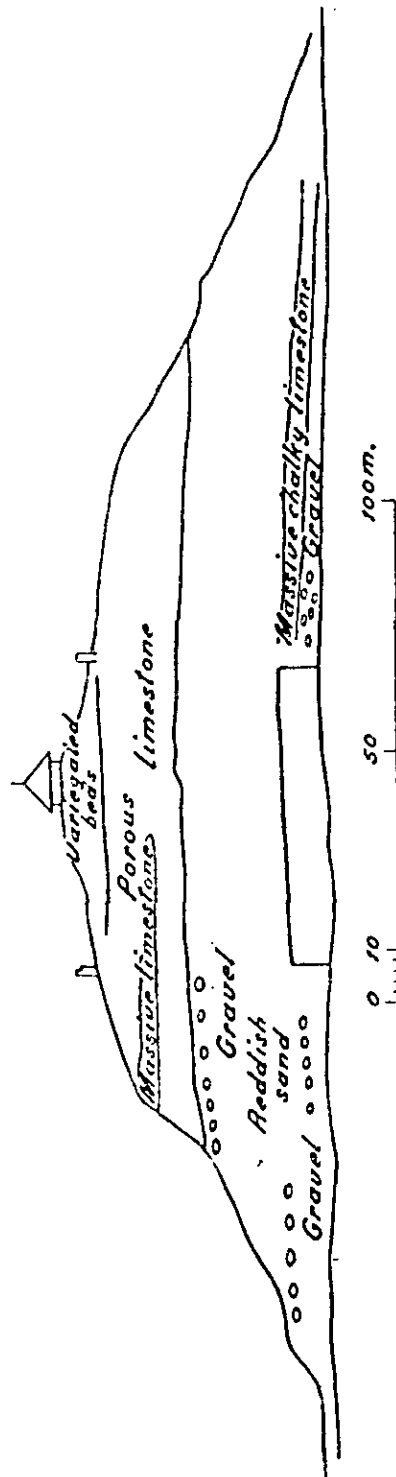 Variegated
beds
Porous
limestone
Massive limestone
Gravel
Reddish
sand
Gravel
Massive chalky limestone
Gravel
0 10 50 100m.